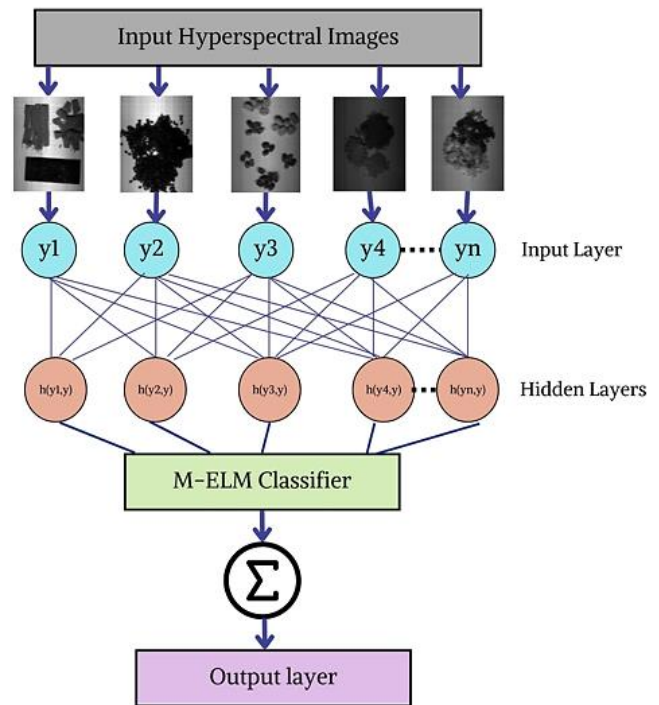 Input Hyperspectral Images
y1 y2 y3 y4 yn Input Layer
h(y1,y) h(y2,y) h(y3,y) h(y4,y) h(yn,y) Hidden Layers
M-ELM Classifier
Σ
Output layer